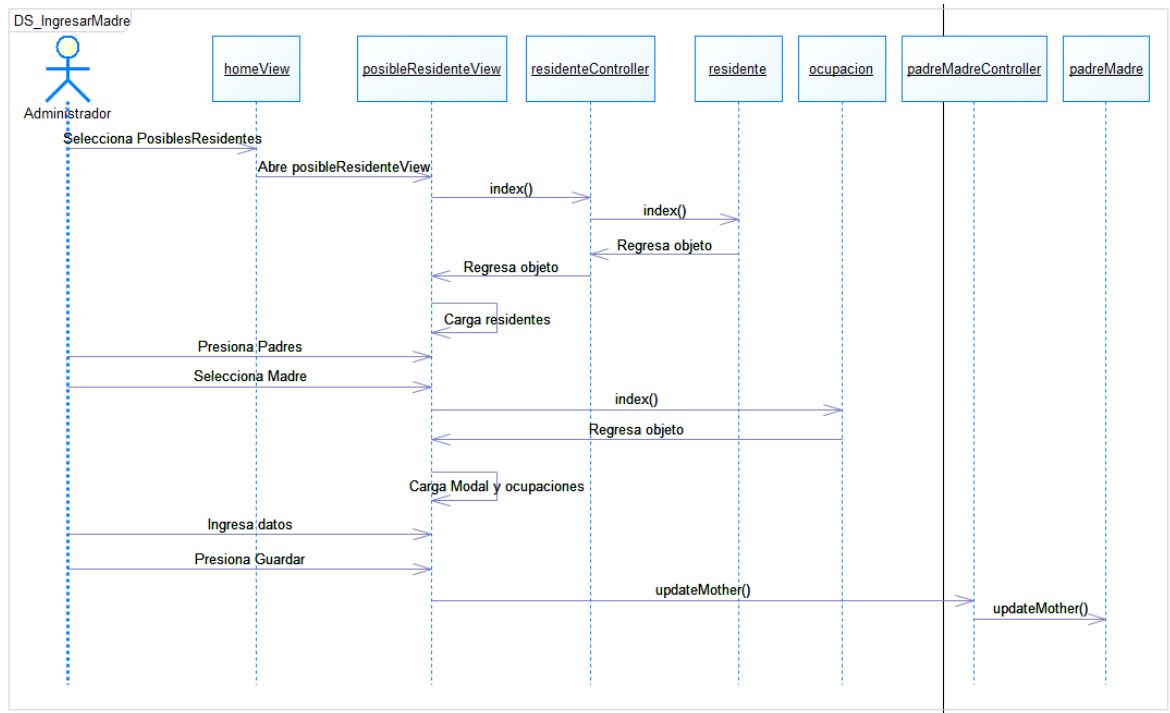 DS_IngresarMadre
homeView
posibleResidenteView
residenteController
residente
ocupacion
padreMadreController
padreMadre
Administrador
Selecciona PosiblesResidentes
Abre posibleResidenteView
index()
index()
Regresa objeto
Regresa objeto
Carga residentes
Presiona Padres
Selecciona Madre
index()
Regresa objeto
Carga Modal y ocupaciones
Ingresa datos
Presiona Guardar
updateMother()
updateMother()